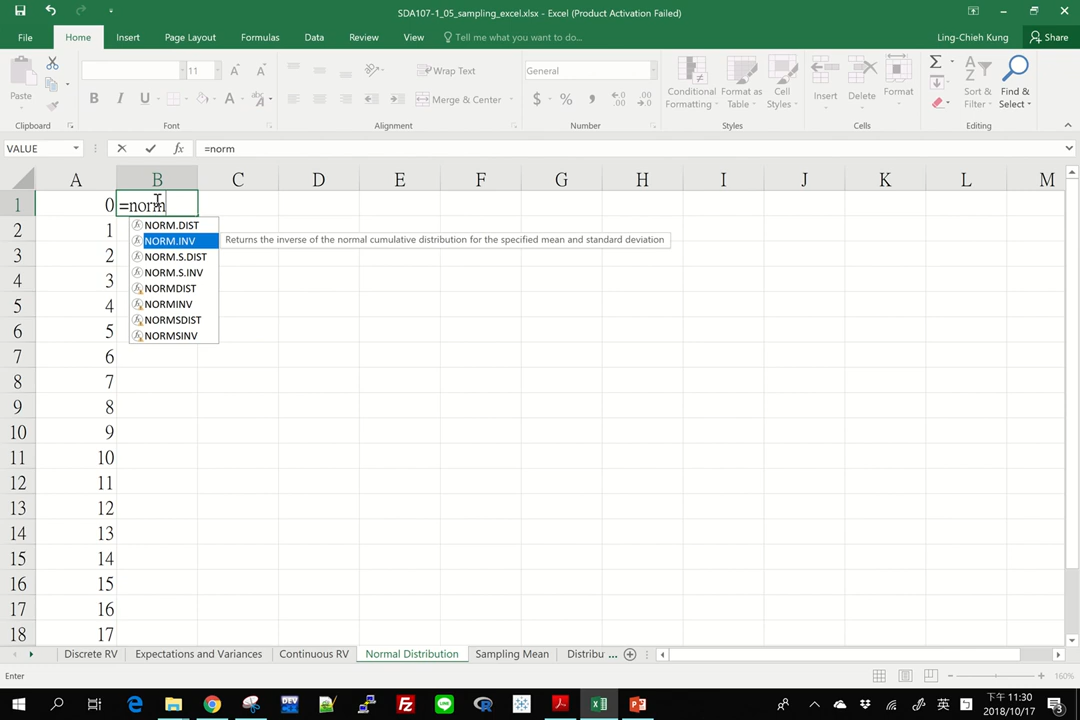 SDA107-1_05_sampling_excel.xlsx - Excel (Product Activation Failed)
File Home Insert Page Layout Formulas Data Review View Tell me what you want to do... Ling-Chieh Kung Share
11 A A Wrap Text General
Paste B I U A Merge & Center $ % , Conditional Formatting Format as Table Cell Styles Insert Delete Format Sort & Filter Find & Select
Clipboard Font Alignment Number Styles Cells Editing
VALUE fx =norm
A B C D E F G H I J K L M
1 0 =norm
NORM.DIST
2 1
NORM.INV Returns the inverse of the normal cumulative distribution for the specified mean and standard deviation
3 2
NORM.S.DIST
NORM.S.INV
4 3
NORMDIST
5 4
NORMINV
NORMSDIST
6 5
NORMSINV
7 6
8 7
9 8
10 9
11 10
12 11
13 12
14 13
15 14
16 15
17 16
18 17
Discrete RV Expectations and Variances Continuous RV Normal Distribution Sampling Mean Distribu ...
Enter 160%
下午 11:30
英
2018/10/17 3